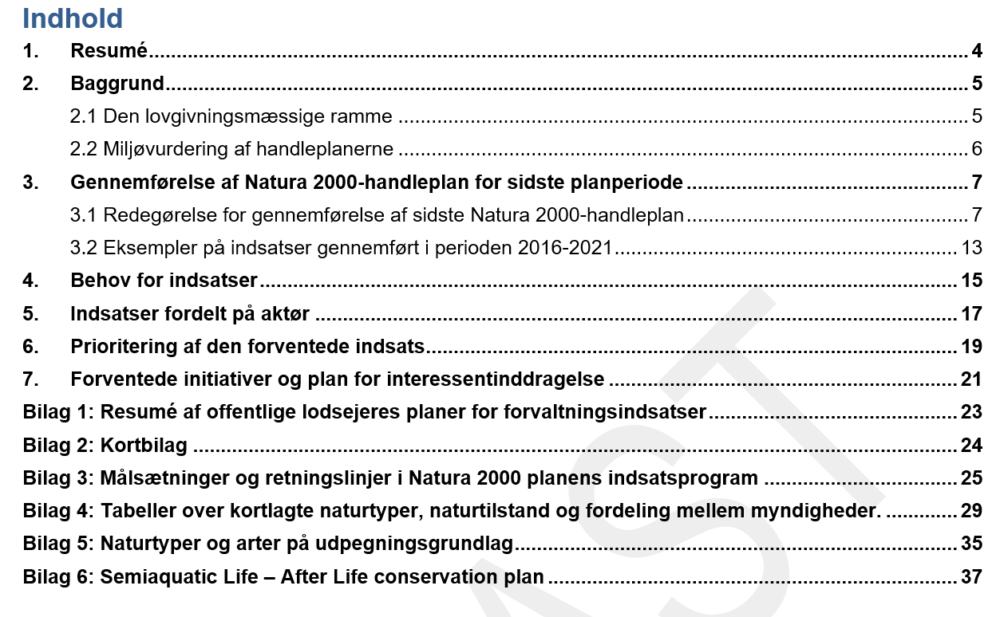 Indhold
1. Resumé 4
2. Baggrund 5
2.1 Den lovgivningsmæssige ramme 5
2.2 Miljøvurdering af handleplanerne 6
3. Gennemførelse af Natura 2000-handleplan for sidste planperiode 7
3.1 Redegørelse for gennemførelse af sidste Natura 2000-handleplan 7
3.2 Eksempler på indsatser gennemført i perioden 2016-2021 13
4. Behov for indsatser 15
5. Indsatser fordelt på aktør 17
6. Prioritering af den forventede indsats 19
7. Forventede initiativer og plan for interessentinddragelse 21
Bilag 1: Resumé af offentlige lodsejeres planer for forvaltningsindsatser 23
Bilag 2: Kortbilag 24
Bilag 3: Målsætninger og retningslinjer i Natura 2000 planens indsatsprogram 25
Bilag 4: Tabeller over kortlagte naturtyper, naturtilstand og fordeling mellem myndigheder. 29
Bilag 5: Naturtyper og arter på udpegningsgrundlag 35
Bilag 6: Semiaquatic Life – After Life conservation plan 37